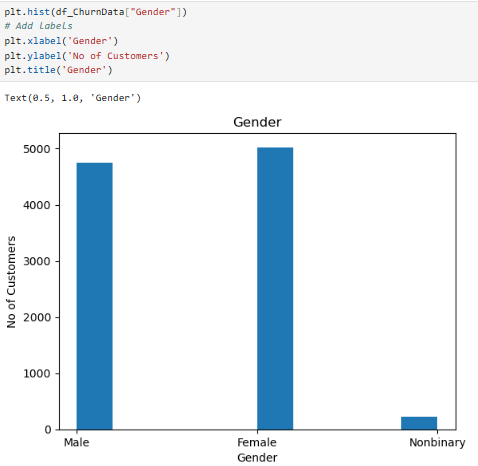 plt.hist(df_ChurnData["Gender"])
# Add labels
plt.xlabel('Gender')
plt.ylabel('No of Customers')
plt.title('Gender')
Text(0.5, 1.0, 'Gender')
Gender
5000
4000
3000
2000
1000
0
No of Customers
Male Female Nonbinary
Gender